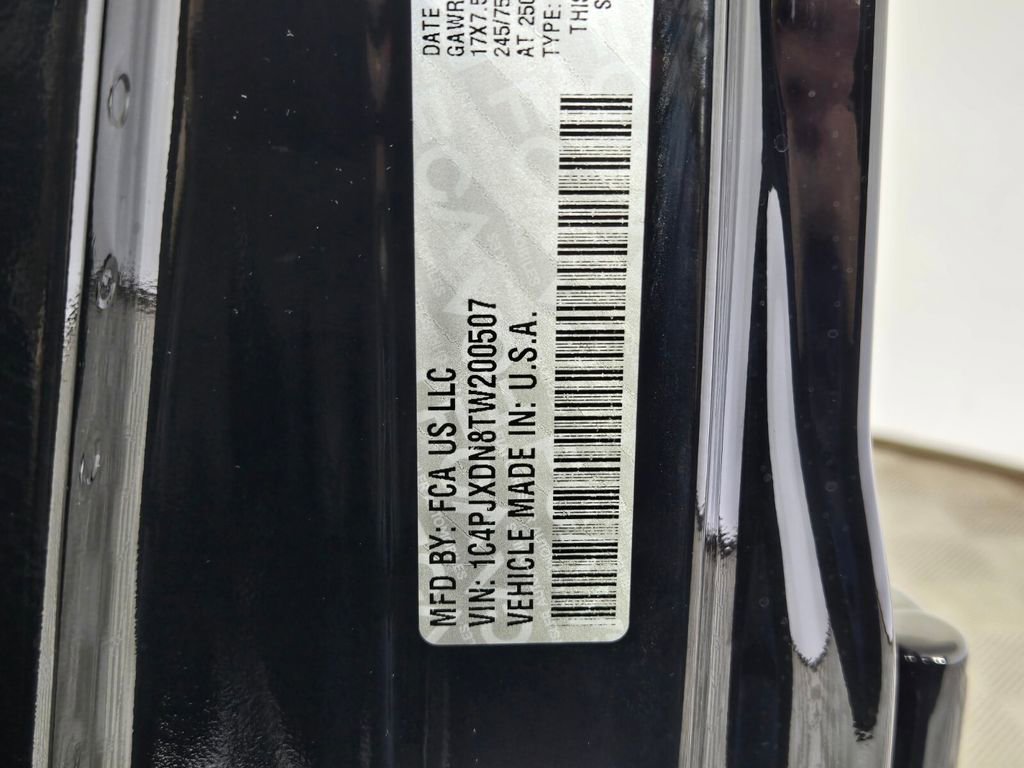 MFD BY: FCA US LLC
VIN: 1C4PJXDN8TW200507
VEHICLE MADE IN: U.S.A.
DATE
GAWR
17X7.5
245/75
AT 250
TYPE:
THIS